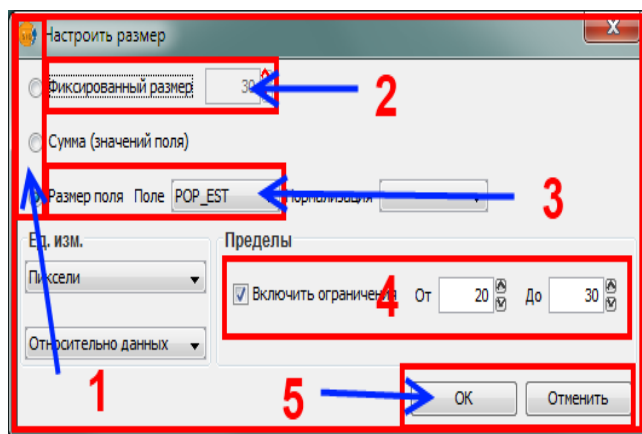 Настроить размер
X
Фиксированный размер 30
2
Сумма (значений поля)
Размер поля Поле POP_EST Нормализация
3
Ед. изм.
Пределы
Пиксели
Включить ограничения От 20 До 30
4
Относительно данных
1
5
OK Отменить